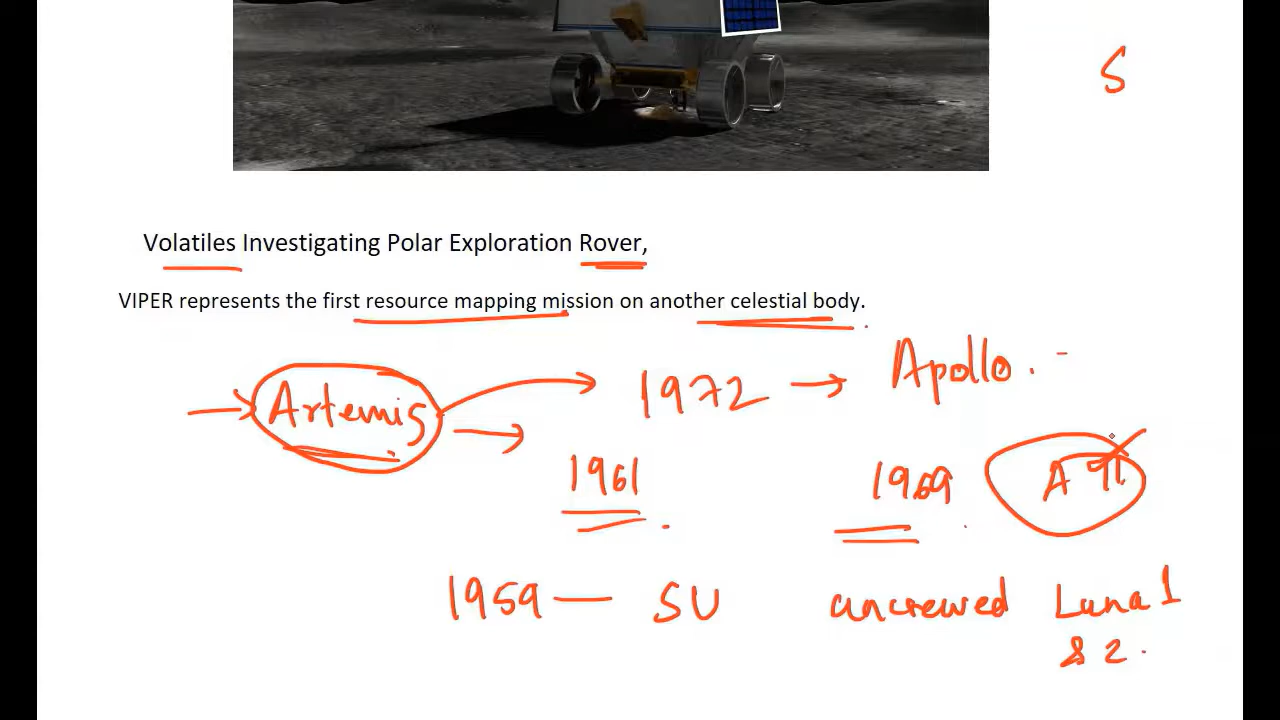 S
Volatiles Investigating Polar Exploration Rover,
VIPER represents the first resource mapping mission on another celestial body.
Artemis → 1972 → Apollo. -
1961 1969 A
1959 — SU uncrewed Luna 1
& 2.